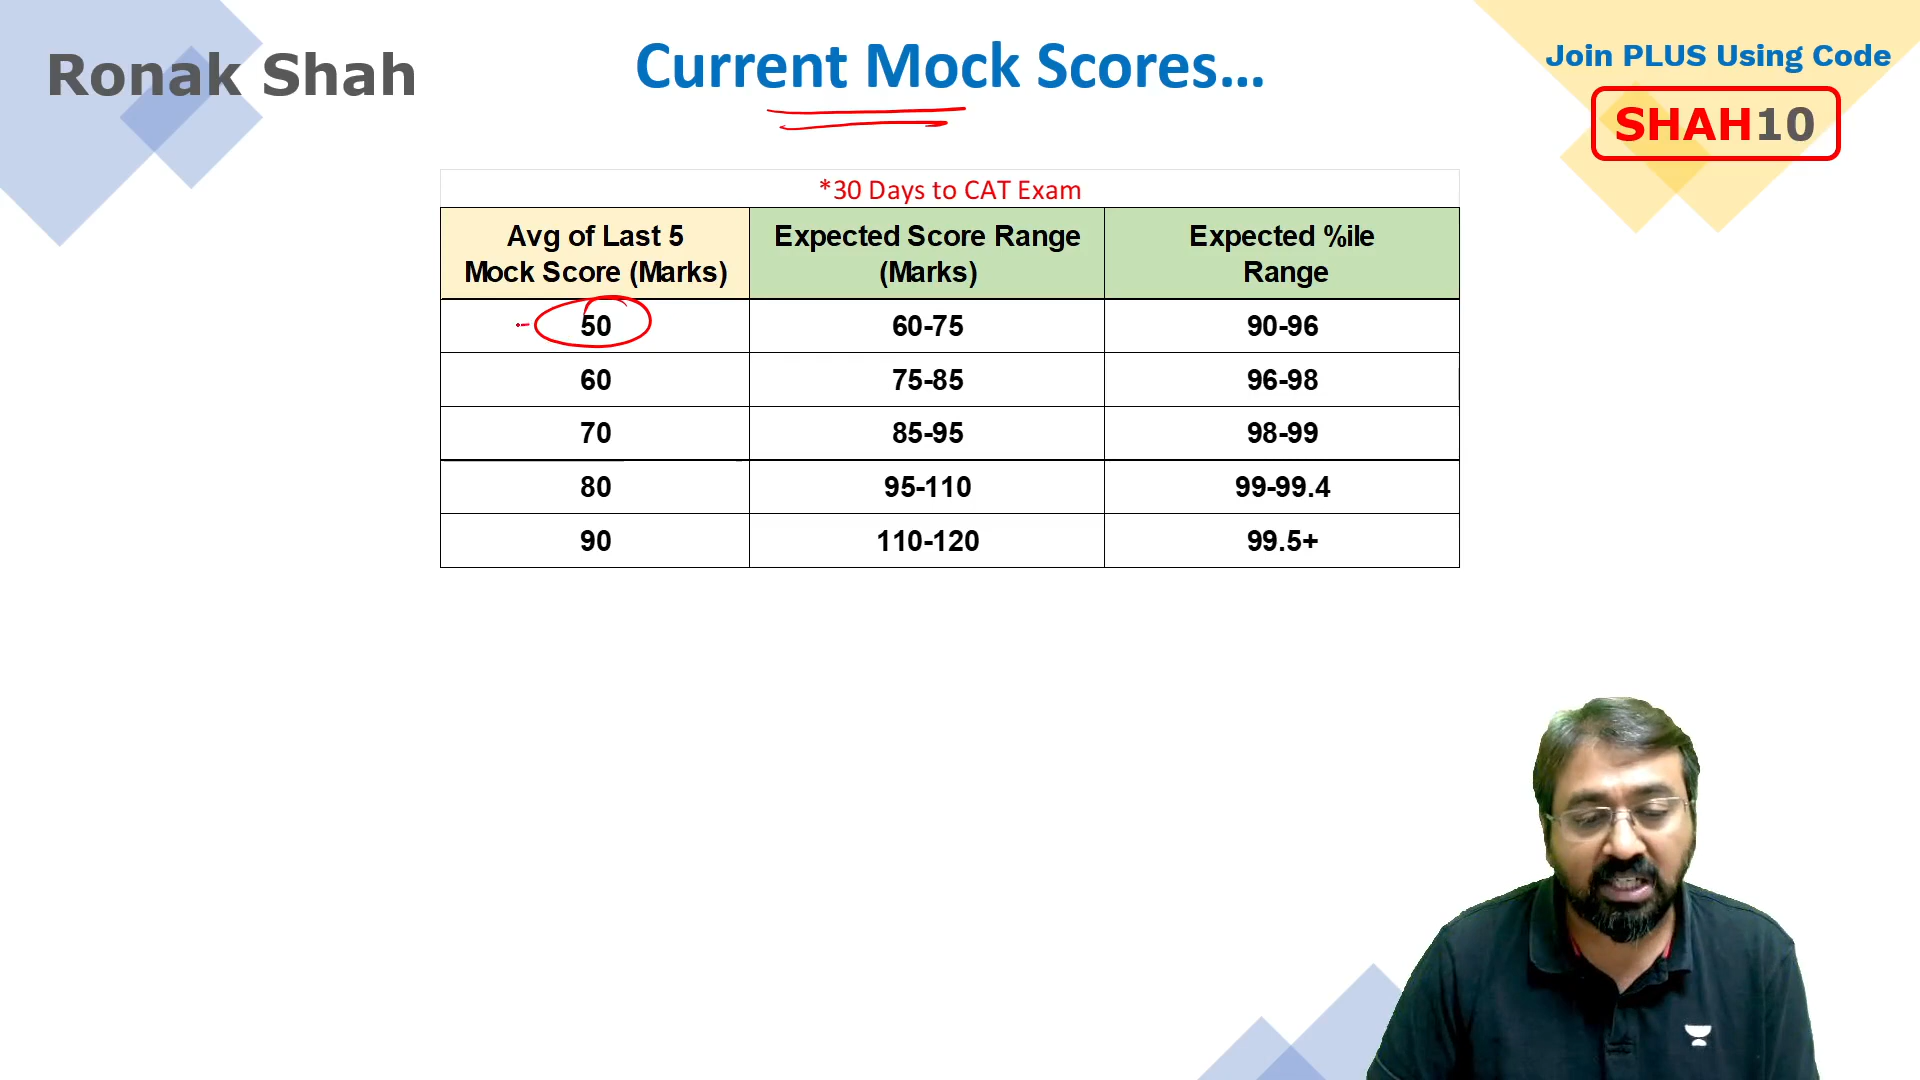 Ronak Shah
Current Mock Scores...
Join PLUS Using Code
SHAH10
*30 Days to CAT Exam
Avg of Last 5
Mock Score (Marks)
Expected Score Range
(Marks)
Expected %ile
Range
50
60-75
90-96
60
75-85
96-98
70
85-95
98-99
80
95-110
99-99.4
90
110-120
99.5+